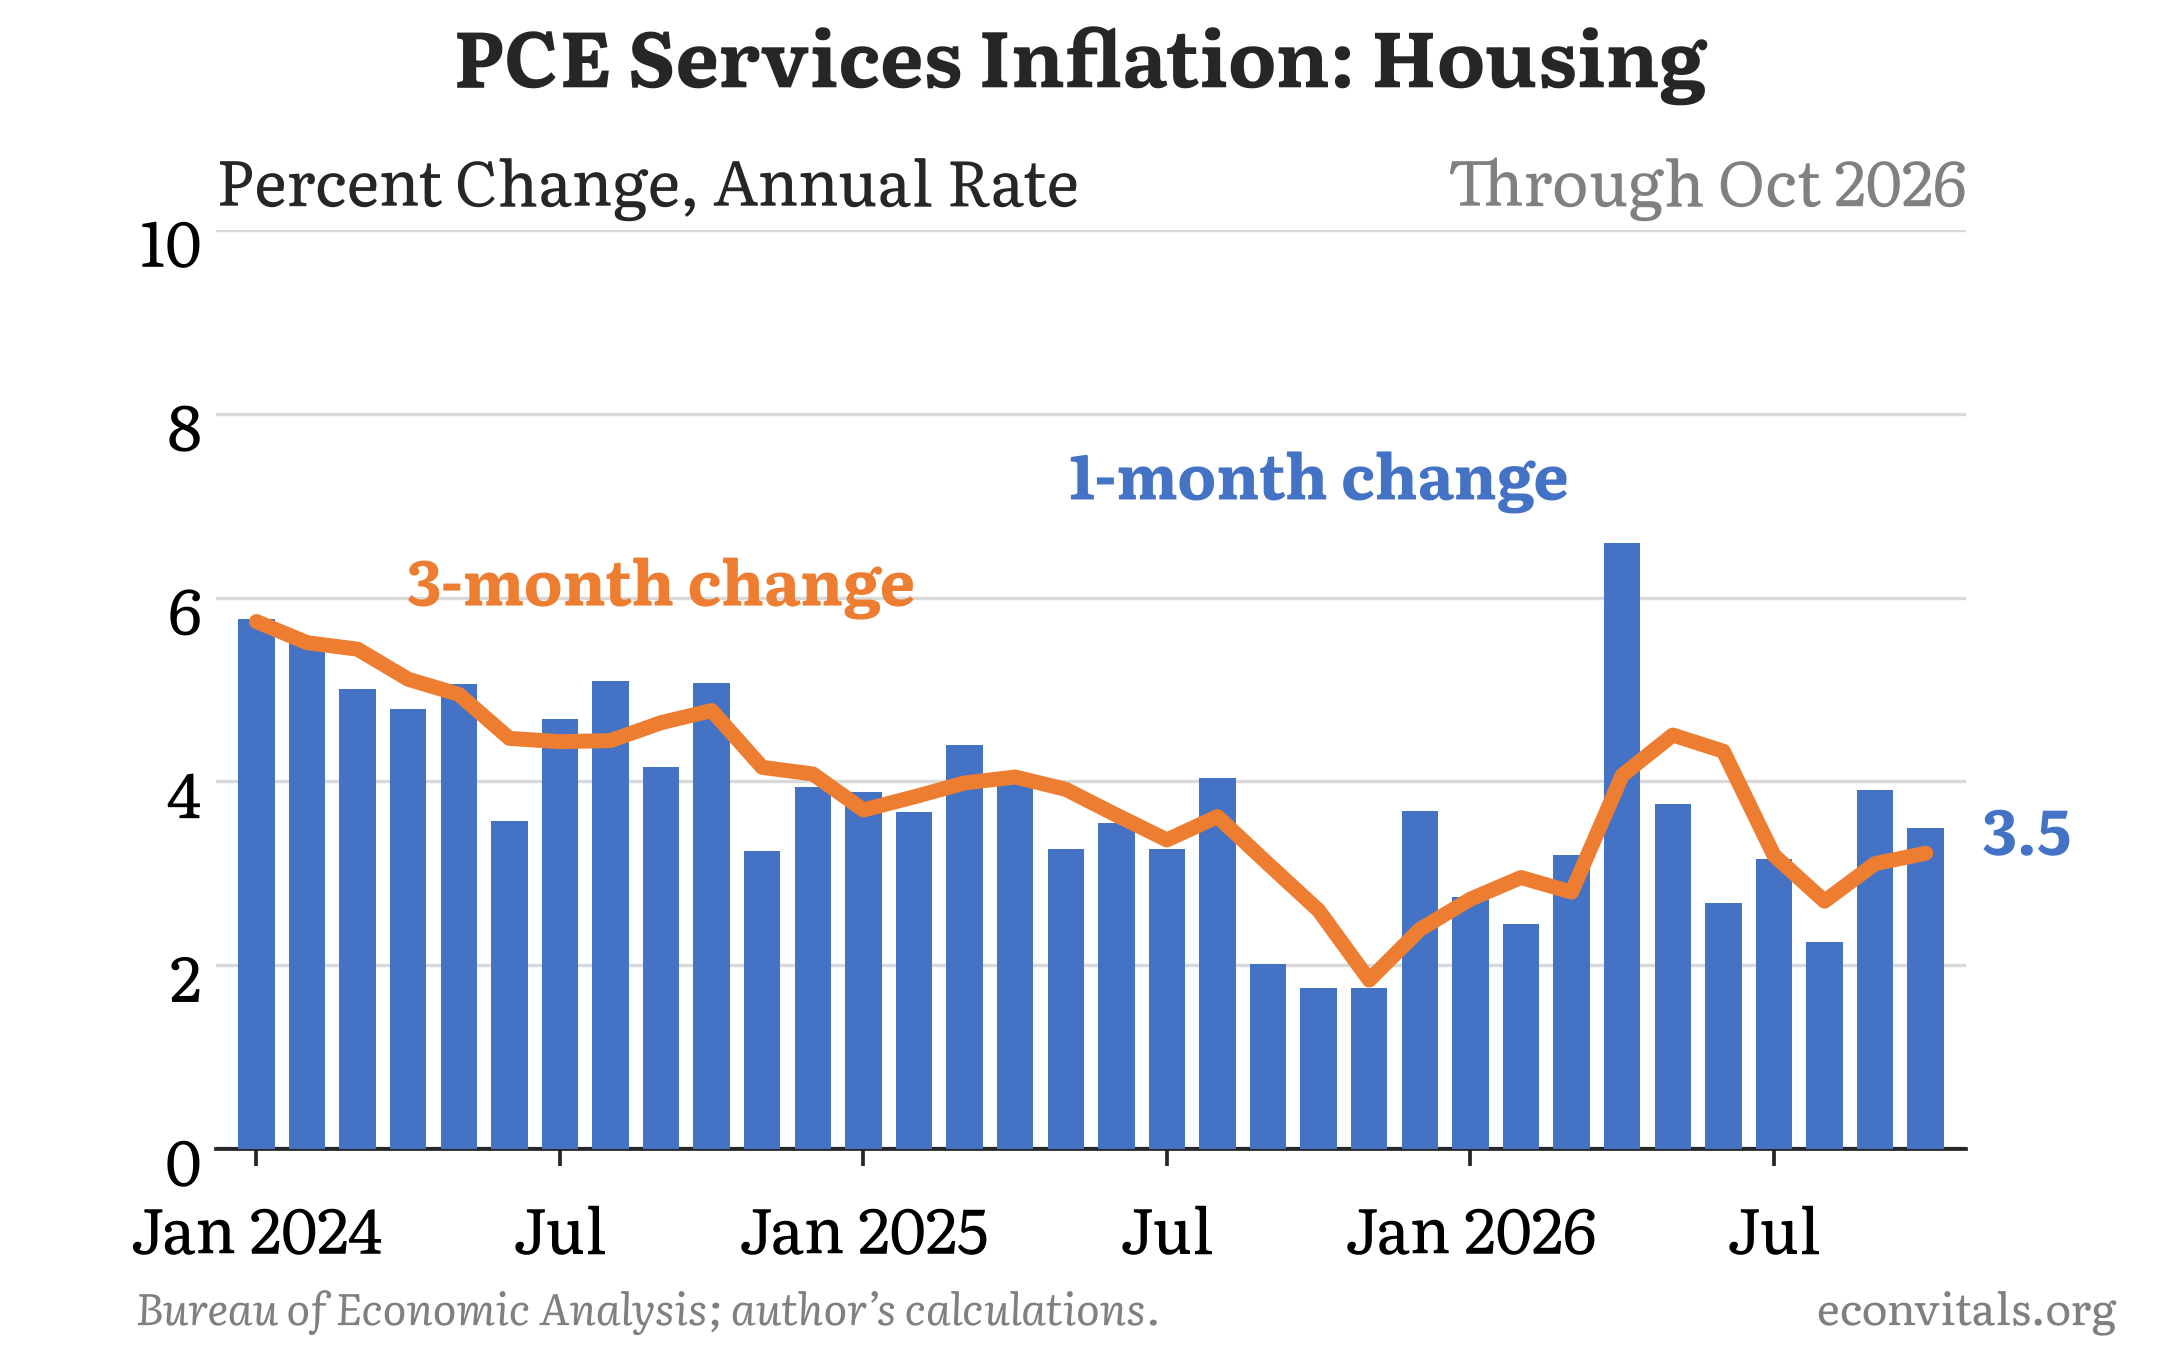 PCE Services Inflation: Housing
Percent Change, Annual Rate
Through Oct 2026
10
8
1-month change
3-month change
6
4
3.5
2
0
Jan 2024
Jul
Jan 2025
Jul
Jan 2026
Jul
Bureau of Economic Analysis; author’s calculations.
econvitals.org